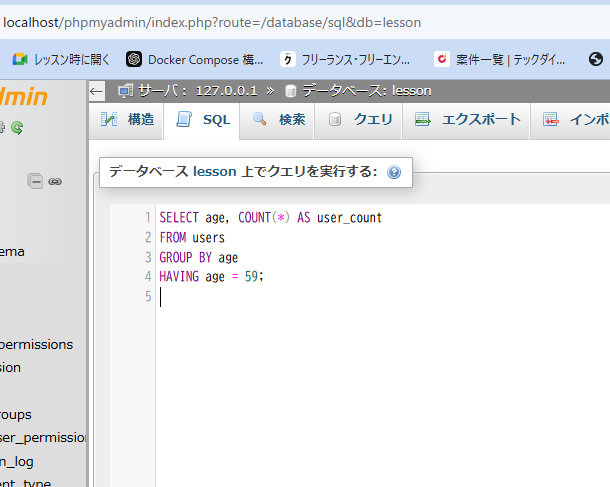 localhost/phpmyadmin/index.php?route=/database/sql&db=lesson
レッスン時に開く
Docker Compose 構...
フリーランス・フリーエン...
案件一覧 | テックダイ...
dmin
サーバ: 127.0.0.1 » データベース: lesson
構造
SQL
検索
クエリ
エクスポート
インポ
データベース lesson 上でクエリを実行する:
1 SELECT age, COUNT(*) AS user_count
2 FROM users
3 GROUP BY age
4 HAVING age = 59;
5
ema
permissions
sion
roups
ser_permission
n_log
ent_type